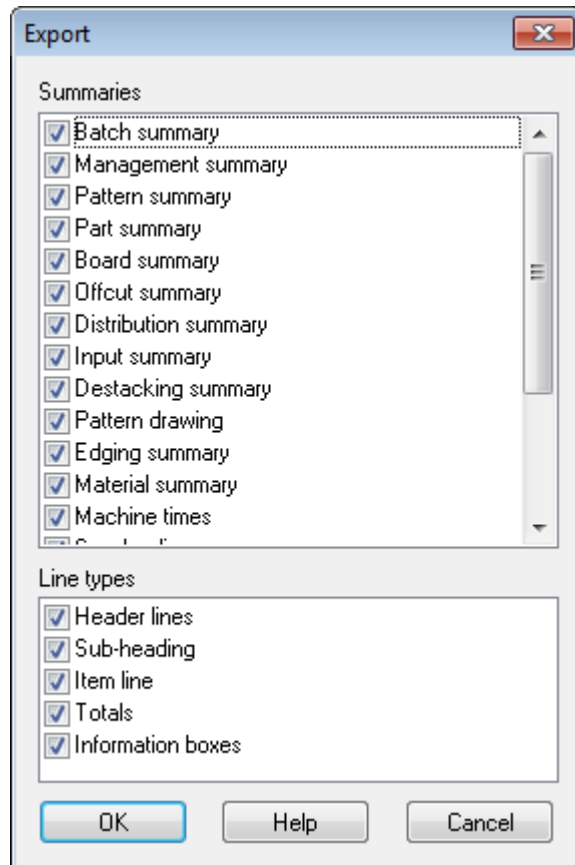 Export
Summaries
Batch summary
Management summary
Pattern summary
Part summary
Board summary
Offcut summary
Distribution summary
Input summary
Destacking summary
Pattern drawing
Edging summary
Material summary
Machine times
Line types
Header lines
Sub-heading
Item line
Totals
Information boxes
OK Help Cancel